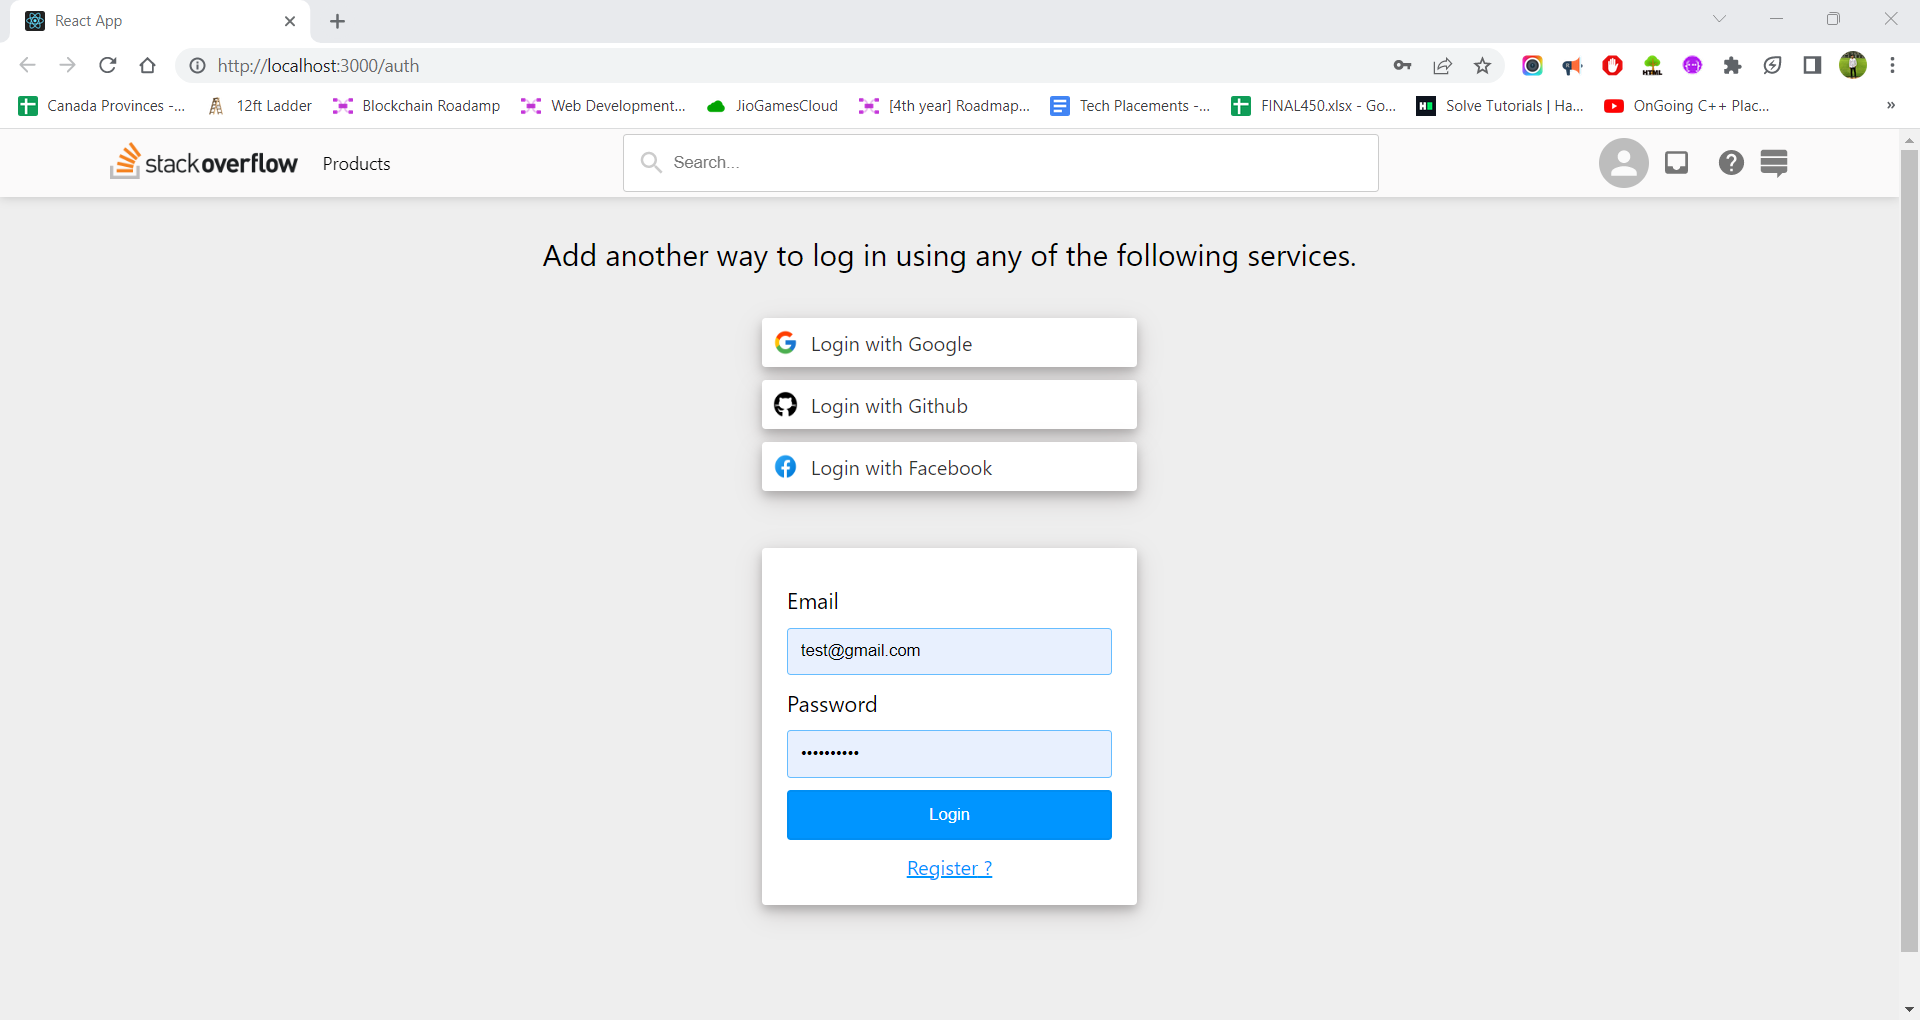 React App
http://localhost:3000/auth
Canada Provinces -... 12ft Ladder Blockchain Roadamp Web Development... JioGamesCloud [4th year] Roadmap... Tech Placements -... FINAL450.xlsx - Go... Solve Tutorials | Ha... OnGoing C++ Plac... »
stackoverflow Products Search...
Add another way to log in using any of the following services.
Login with Google
Login with Github
Login with Facebook
Email
test@gmail.com
Password
••••••••••
Login
Register ?